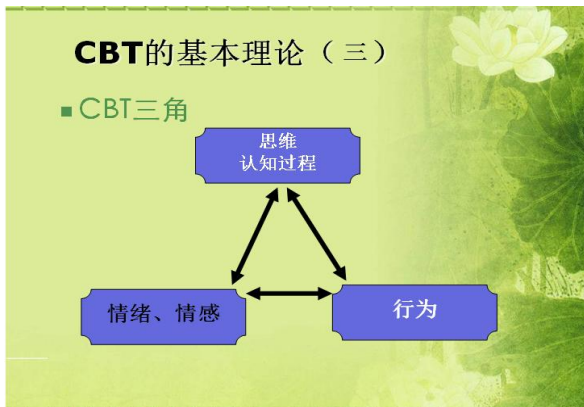 CBT的基本理论（三）
CBT三角
思维
认知过程
情绪、情感
行为